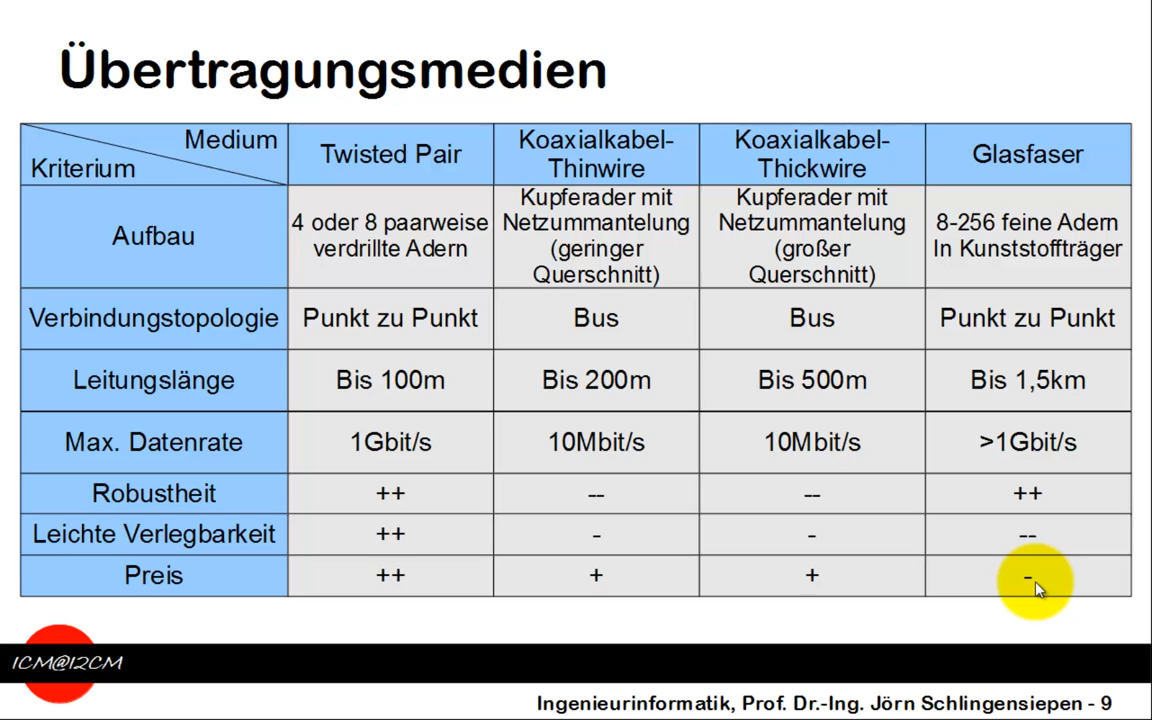 Übertragungsmedien
Medium
Kriterium
Twisted Pair
Koaxialkabel-
Thinwire
Koaxialkabel-
Thickwire
Glasfaser
Aufbau
4 oder 8 paarweise
verdrillte Adern
Kupferader mit
Netzummantelung
(geringer
Querschnitt)
Kupferader mit
Netzummantelung
(großer
Querschnitt)
8-256 feine Adern
In Kunststoffträger
Verbindungstopologie
Punkt zu Punkt
Bus
Bus
Punkt zu Punkt
Leitungslänge
Bis 100m
Bis 200m
Bis 500m
Bis 1,5km
Max. Datenrate
1Gbit/s
10Mbit/s
10Mbit/s
>1Gbit/s
Robustheit
++
--
--
++
Leichte Verlegbarkeit
++
-
-
--
Preis
++
+
+
-
1CM@12CM
Ingenieurinformatik, Prof. Dr.-Ing. Jörn Schlingensiepen - 9